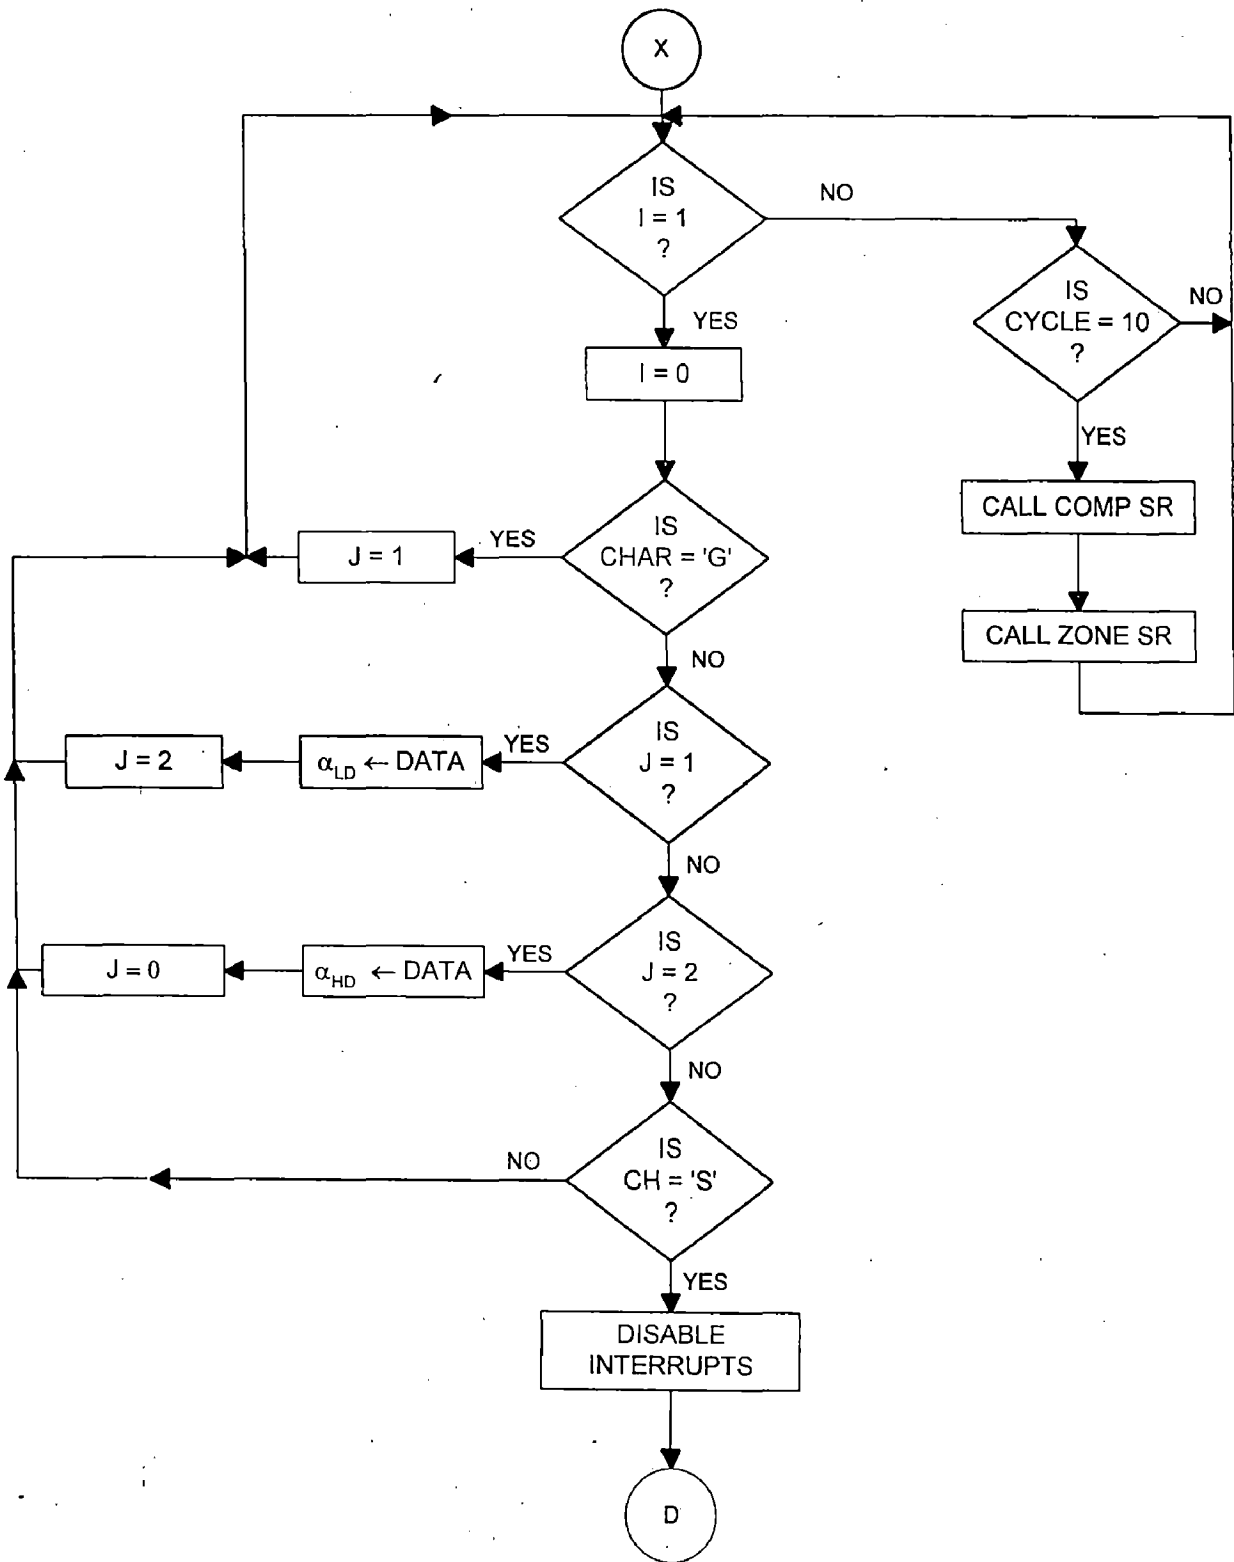 X
IS
I = 1
?
NO
YES
IS
CYCLE = 10
?
NO
YES
I = 0
CALL COMP SR
CALL ZONE SR
IS
CHAR = 'G'
?
YES
J = 1
NO
IS
J = 1
?
YES
α_LD ← DATA
J = 2
NO
IS
J = 2
?
YES
α_HD ← DATA
J = 0
NO
IS
CH = 'S'
?
NO
YES
DISABLE
INTERRUPTS
D